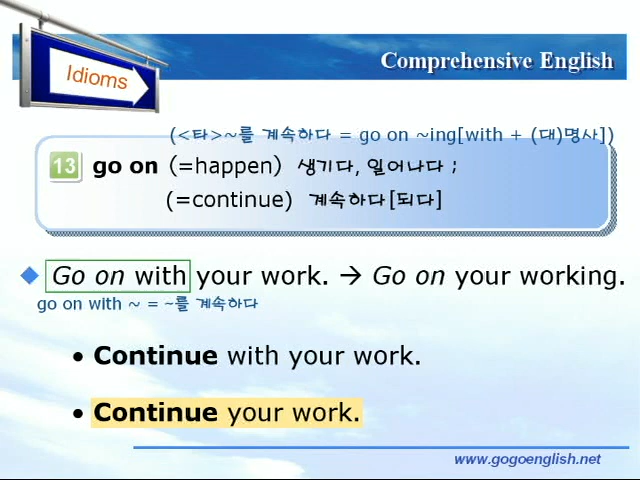 Idioms
Comprehensive English
(<타>~를 계속하다 = go on ~ing[with + (대)명사])
13 go on (=happen) 생기다, 일어나다 ;
(=continue) 계속하다[되다]
Go on with your work. → Go on your working.
go on with ~ = ~를 계속하다
• Continue with your work.
• Continue your work.
www.gogoenglish.net